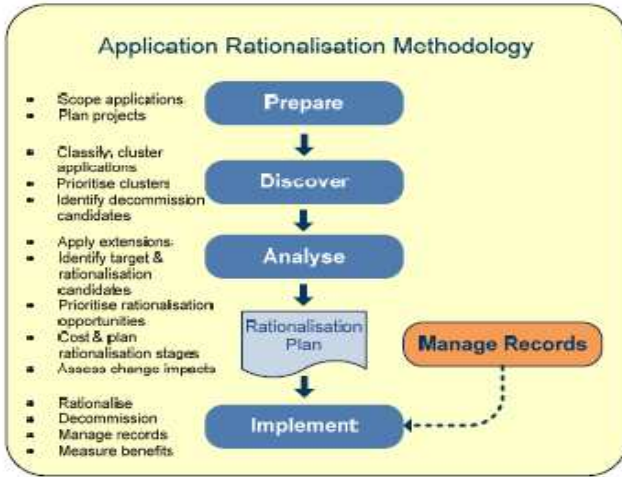 Application Rationalisation Methodology
Scope applications
Plan projects
Prepare
Classify, cluster
applications
Prioritise clusters
Identify decommission
candidates
Discover
Apply extensions
Identify target &
rationalisation
candidates
Prioritise rationalisation
opportunities
Cost & plan
rationalisation stages
Assess change impacts
Analyse
Rationalisation
Plan
Manage Records
Rationalise
Decommission
Manage records
Measure benefits
Implement